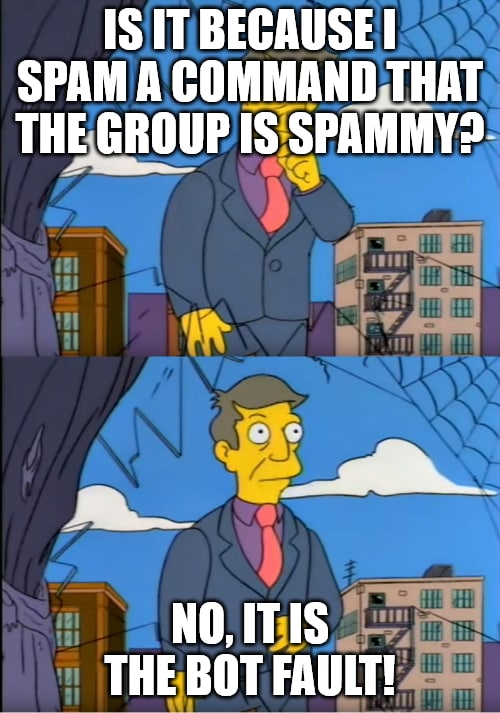 IS IT BECAUSE I
SPAM A COMMAND THAT
THE GROUP IS SPAMMY?
NO, IT IS
THE BOT FAULT!